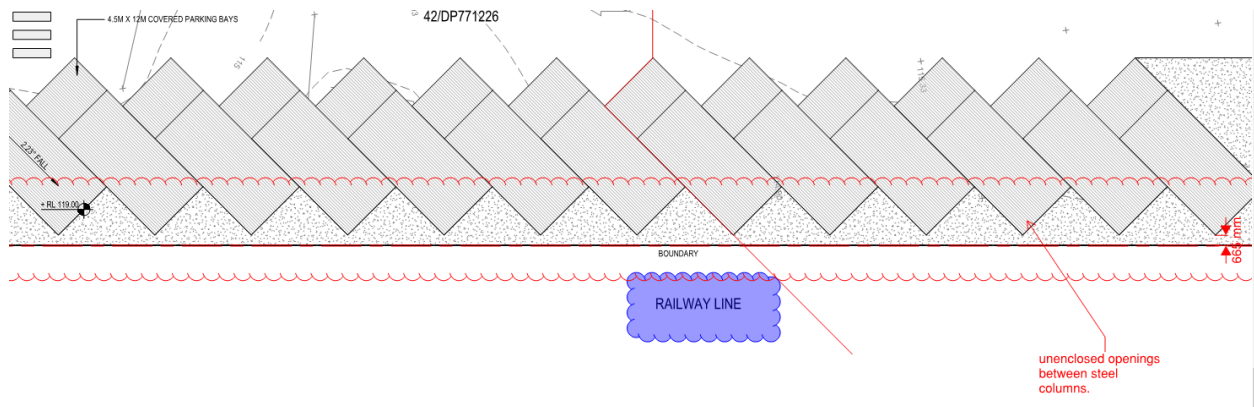 4.5M X 12M COVERED PARKING BAYS
42/DP771226
115
2.23° FALL
+ RL 119.00
BOUNDARY
665 mm
RAILWAY LINE
unenclosed openings
between steel
columns.